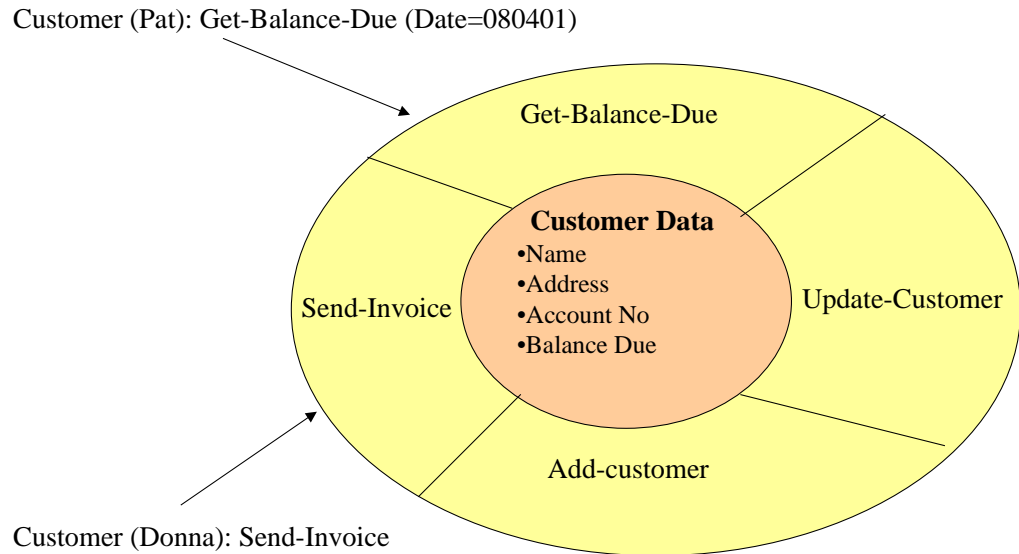 Customer (Pat): Get-Balance-Due (Date=080401)
Get-Balance-Due
Customer Data
•Name
•Address
•Account No
•Balance Due
Send-Invoice
Update-Customer
Add-customer
Customer (Donna): Send-Invoice